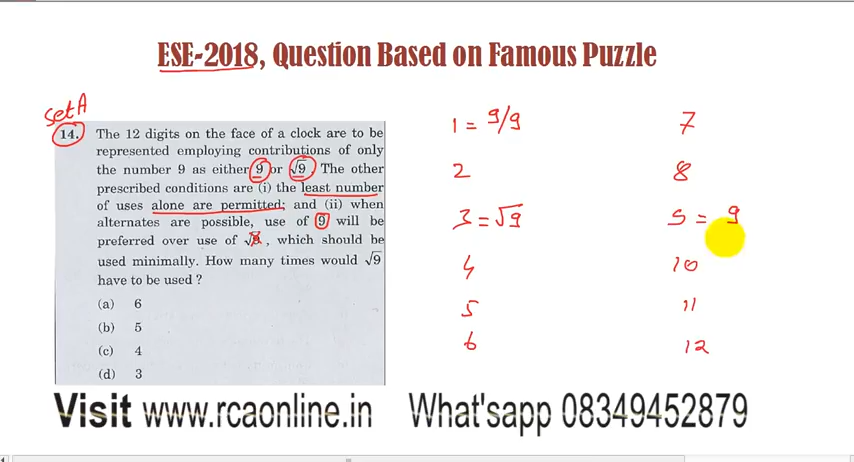 ESE-2018, Question Based on Famous Puzzle
Set A
14. The 12 digits on the face of a clock are to be
represented employing contributions of only
the number 9 as either 9 or √9. The other
prescribed conditions are (i) the least number
of uses alone are permitted; and (ii) when
alternates are possible, use of 9 will be
preferred over use of √9, which should be
used minimally. How many times would √9
have to be used ?
(a) 6
(b) 5
(c) 4
(d) 3
1 = 9/9
2
3 = √9
4
5
6
7
8
9 = 9
10
11
12
Visit www.rcaonline.in What'sapp 08349452879